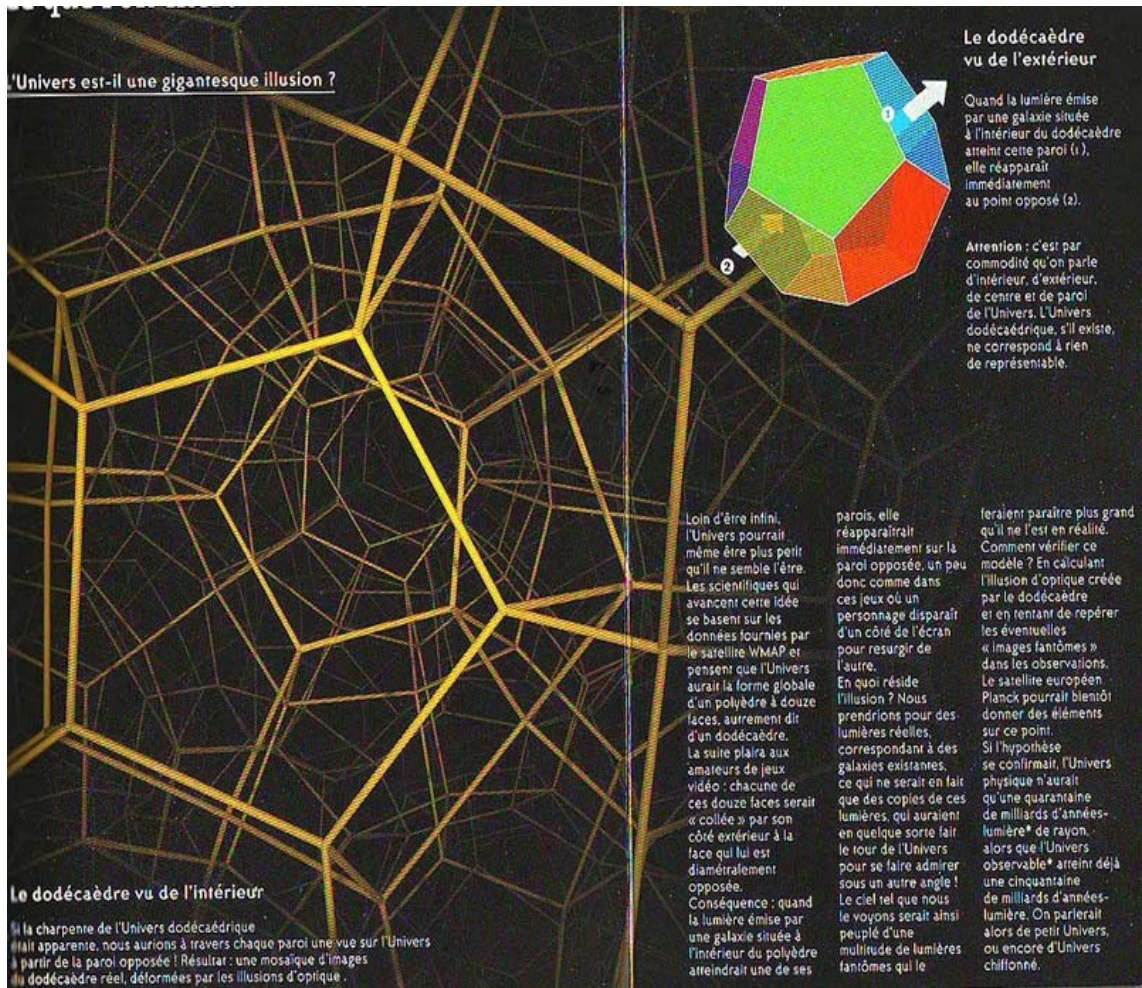 L'Univers est-il une gigantesque illusion ?
Le dodécaèdre
vu de l'extérieur
Quand la lumière émise
par une galaxie située
à l'intérieur du dodécaèdre
atteint cette paroi (1),
elle réapparaît
immédiatement
au point opposé (2).
Attention : c'est par
commodité qu'on parle
d'intérieur, d'extérieur,
de centre et de paroi
de l'Univers. L'Univers
dodécaédrique, s'il existe,
ne correspond à rien
de représentable.
1
2
Loin d'être infini,
l'Univers pourrait
même être plus petit
qu'il ne semble l'être.
Les scientifiques qui
avancent cette idée
se basent sur les
données fournies par
le satellite WMAP et
pensent que l'Univers
aurait la forme globale
d'un polyèdre à douze
faces, autrement dit
d'un dodécaèdre.
La suite plaira aux
amateurs de jeux
vidéo : chacune de
ces douze faces serait
« collée » par son
côté extérieur à la
face qui lui est
diamétralement
opposée.
Conséquence : quand
la lumière émise par
une galaxie située à
l'intérieur du polyèdre
atteindrait une de ses
parois, elle
réapparaîtrait
immédiatement sur la
paroi opposée, un peu
donc comme dans
ces jeux où un
personnage disparaît
d'un côté de l'écran
pour resurgir de
l'autre.
En quoi réside
l'illusion ? Nous
prendrions pour des
lumières réelles,
correspondant à des
galaxies existantes,
ce qui ne serait en fait
que des copies de ces
lumières, qui auraient
en quelque sorte fait
le tour de l'Univers
pour se faire admirer
sous un autre angle !
Le ciel tel que nous
le voyons serait ainsi
peuplé d'une
multitude de lumières
fantômes qui le
feraient paraître plus grand
qu'il ne l'est en réalité.
Comment vérifier ce
modèle ? En calculant
l'illusion d'optique créée
par le dodécaèdre
et en tentant de repérer
les éventuelles
« images fantômes »
dans les observations.
Le satellite européen
Planck pourrait bientôt
donner des éléments
sur ce point.
Si l'hypothèse
se confirmait, l'Univers
physique n'aurait
qu'une quarantaine
de milliards d'années-
lumière* de rayon,
alors que l'Univers
observable* atteint déjà
une cinquantaine
de milliards d'années-
lumière. On parlerait
alors de petit Univers,
ou encore d'Univers
chiffonné.
Le dodécaèdre vu de l'intérieur
Si la charpente de l'Univers dodécaédrique
était apparente, nous aurions à travers chaque paroi une vue sur l'Univers
à partir de la paroi opposée ! Résultat : une mosaïque d'images
du dodécaèdre réel, déformées par les illusions d'optique.